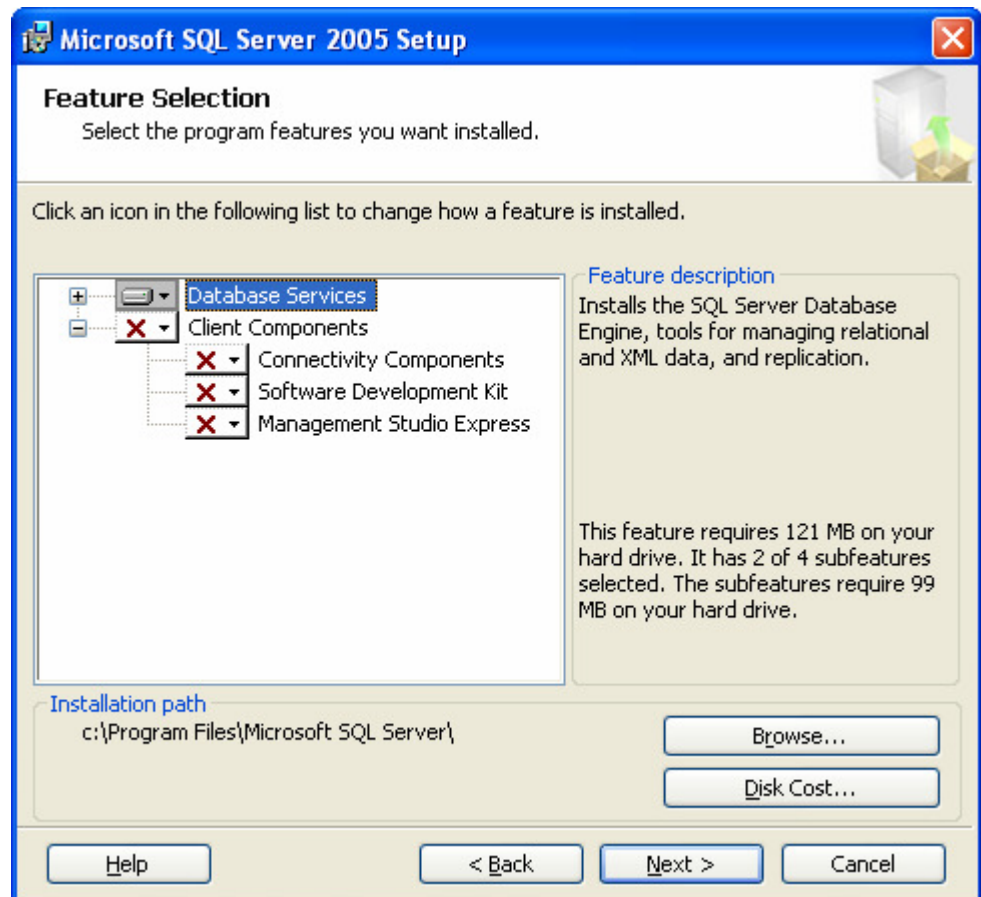 Microsoft SQL Server 2005 Setup
Feature Selection
Select the program features you want installed.
Click an icon in the following list to change how a feature is installed.
Database Services
Client Components
Connectivity Components
Software Development Kit
Management Studio Express
Feature description
Installs the SQL Server Database
Engine, tools for managing relational
and XML data, and replication.
This feature requires 121 MB on your
hard drive. It has 2 of 4 subfeatures
selected. The subfeatures require 99
MB on your hard drive.
Installation path
c:\Program Files\Microsoft SQL Server\
Browse...
Disk Cost...
Help
< Back
Next >
Cancel